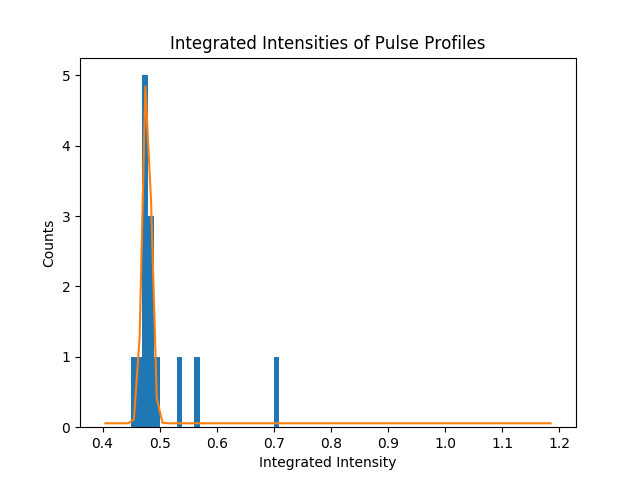 Integrated Intensities of Pulse Profiles
5
4
3
2
1
0
Counts
0.4 0.5 0.6 0.7 0.8 0.9 1.0 1.1 1.2
Integrated Intensity